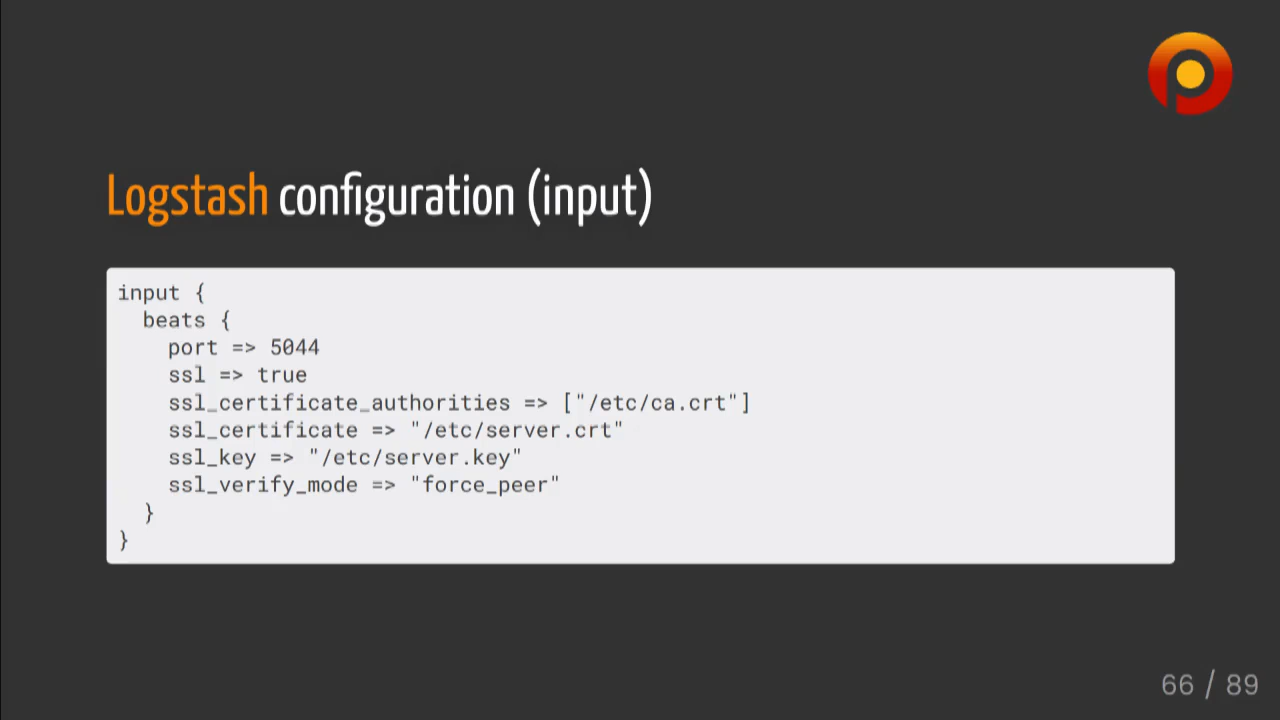 Logstash configuration (input)
input {
  beats {
    port => 5044
    ssl => true
    ssl_certificate_authorities => ["/etc/ca.crt"]
    ssl_certificate => "/etc/server.crt"
    ssl_key => "/etc/server.key"
    ssl_verify_mode => "force_peer"
  }
}
66 / 89